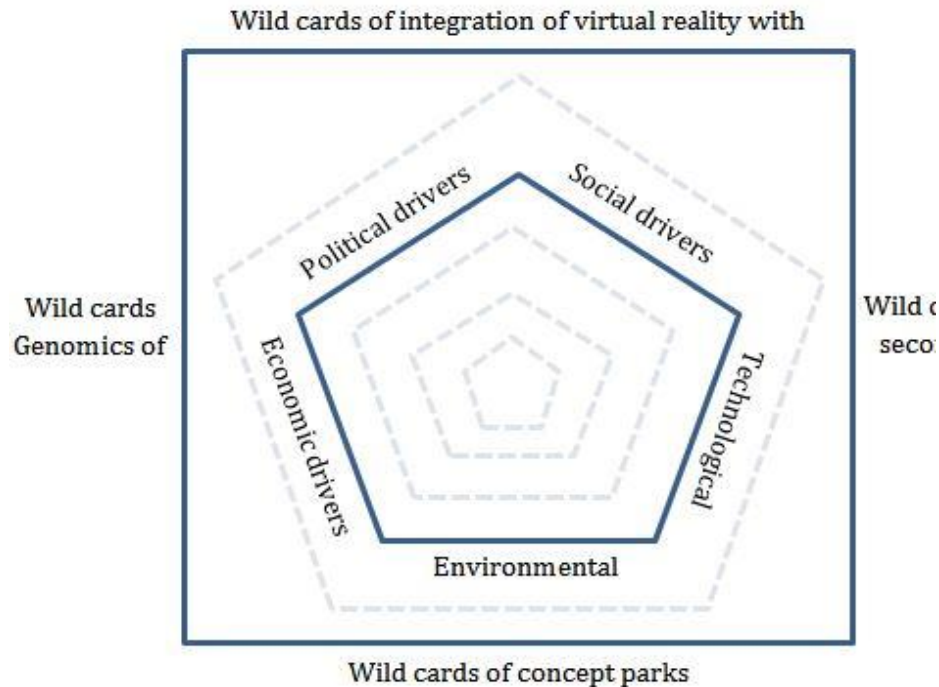 Wild cards of integration of virtual reality with
Political drivers
Social drivers
Wild cards
Genomics of
Wild
Economic drivers
Technological
Environmental
Wild cards of concept parks